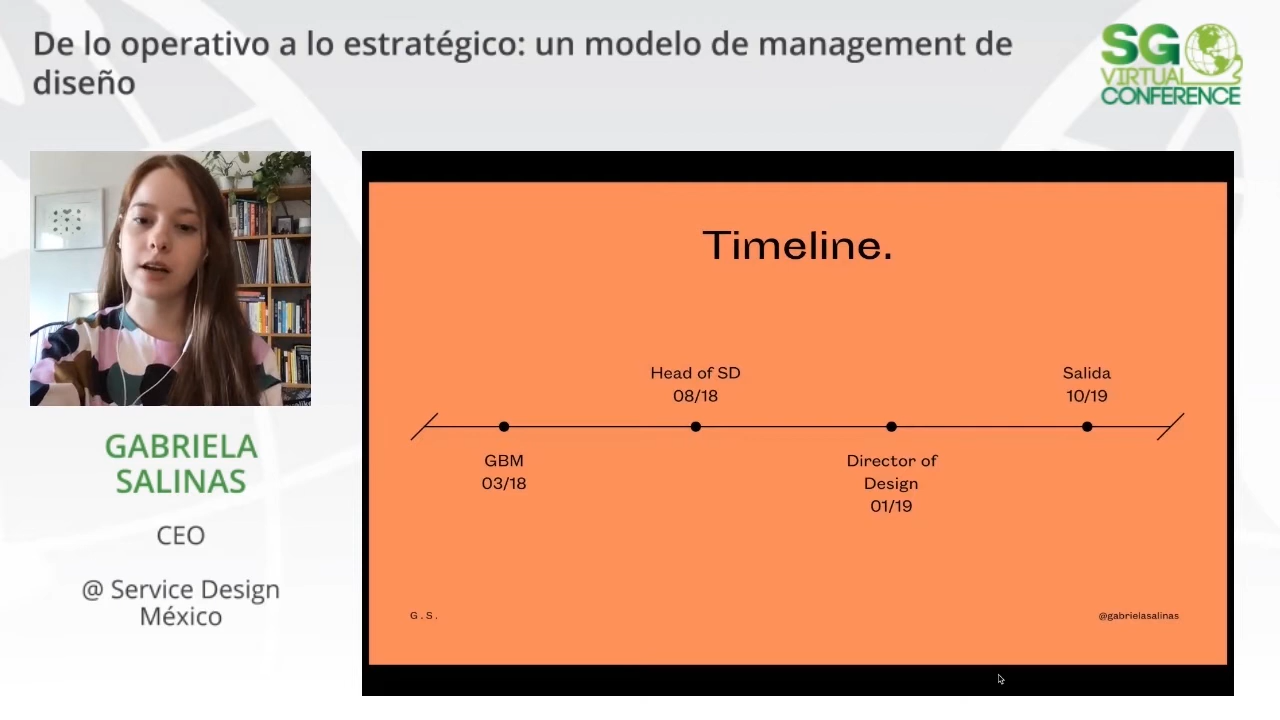 De lo operativo a lo estratégico: un modelo de management de
diseño
SG
VIRTUAL
CONFERENCE
GABRIELA
SALINAS
CEO
@ Service Design
México
Timeline.
Head of SD
08/18
Salida
10/19
GBM
03/18
Director of
Design
01/19
G.S.
@gabrielasalinas